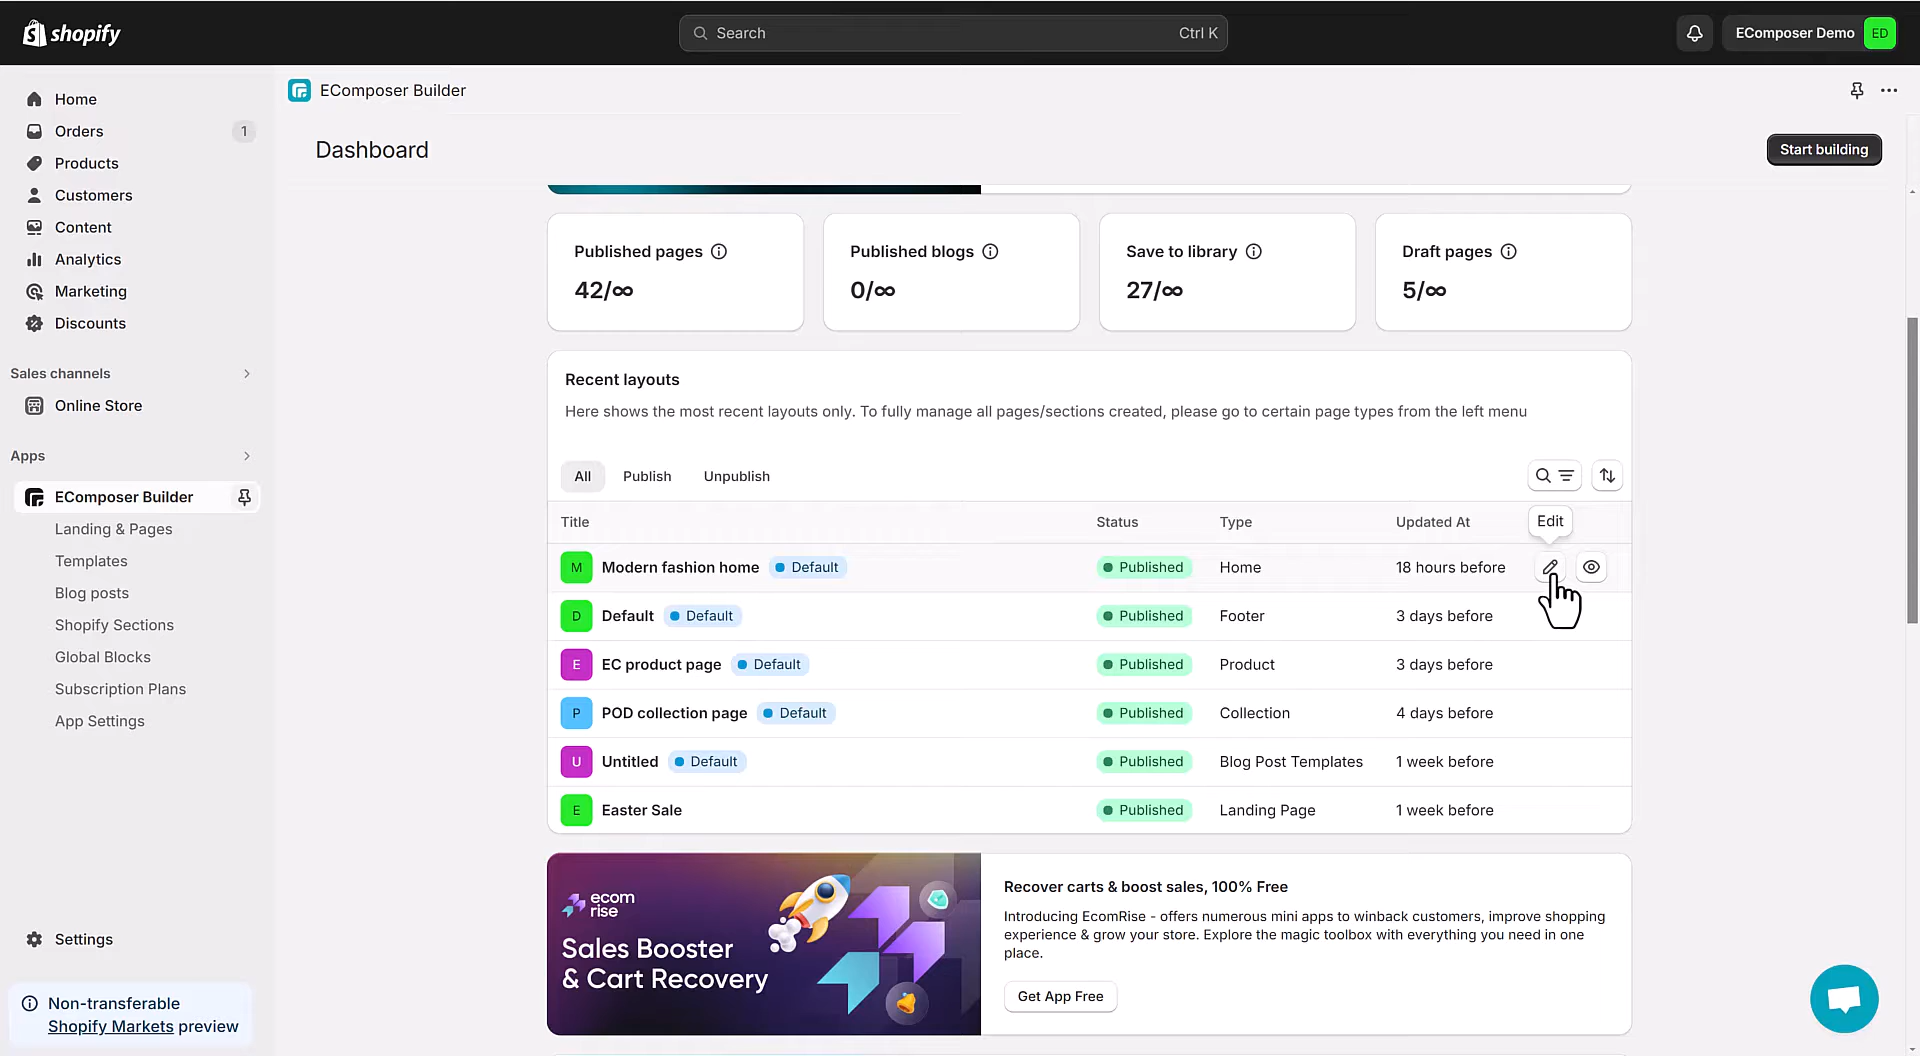 shopify
Search
Ctrl K
EComposer Demo
ED
Home
Orders
1
Products
Customers
Content
Analytics
Marketing
Discounts
Sales channels
Online Store
Apps
EComposer Builder
Landing & Pages
Templates
Blog posts
Shopify Sections
Global Blocks
Subscription Plans
App Settings
Settings
Non-transferable
Shopify Markets preview
EComposer Builder
Dashboard
Start building
Published pages
42/∞
Published blogs
0/∞
Save to library
27/∞
Draft pages
5/∞
Recent layouts
Here shows the most recent layouts only. To fully manage all pages/sections created, please go to certain page types from the left menu
All Publish Unpublish
Title Status Type Updated At
Edit
M Modern fashion home Default Published Home 18 hours before
D Default Default Published Footer 3 days before
E EC product page Default Published Product 3 days before
P POD collection page Default Published Collection 4 days before
U Untitled Default Published Blog Post Templates 1 week before
E Easter Sale Published Landing Page 1 week before
ecom
rise
Sales Booster
& Cart Recovery
Recover carts & boost sales, 100% Free
Introducing EcomRise - offers numerous mini apps to winback customers, improve shopping
experience & grow your store. Explore the magic toolbox with everything you need in one
place.
Get App Free